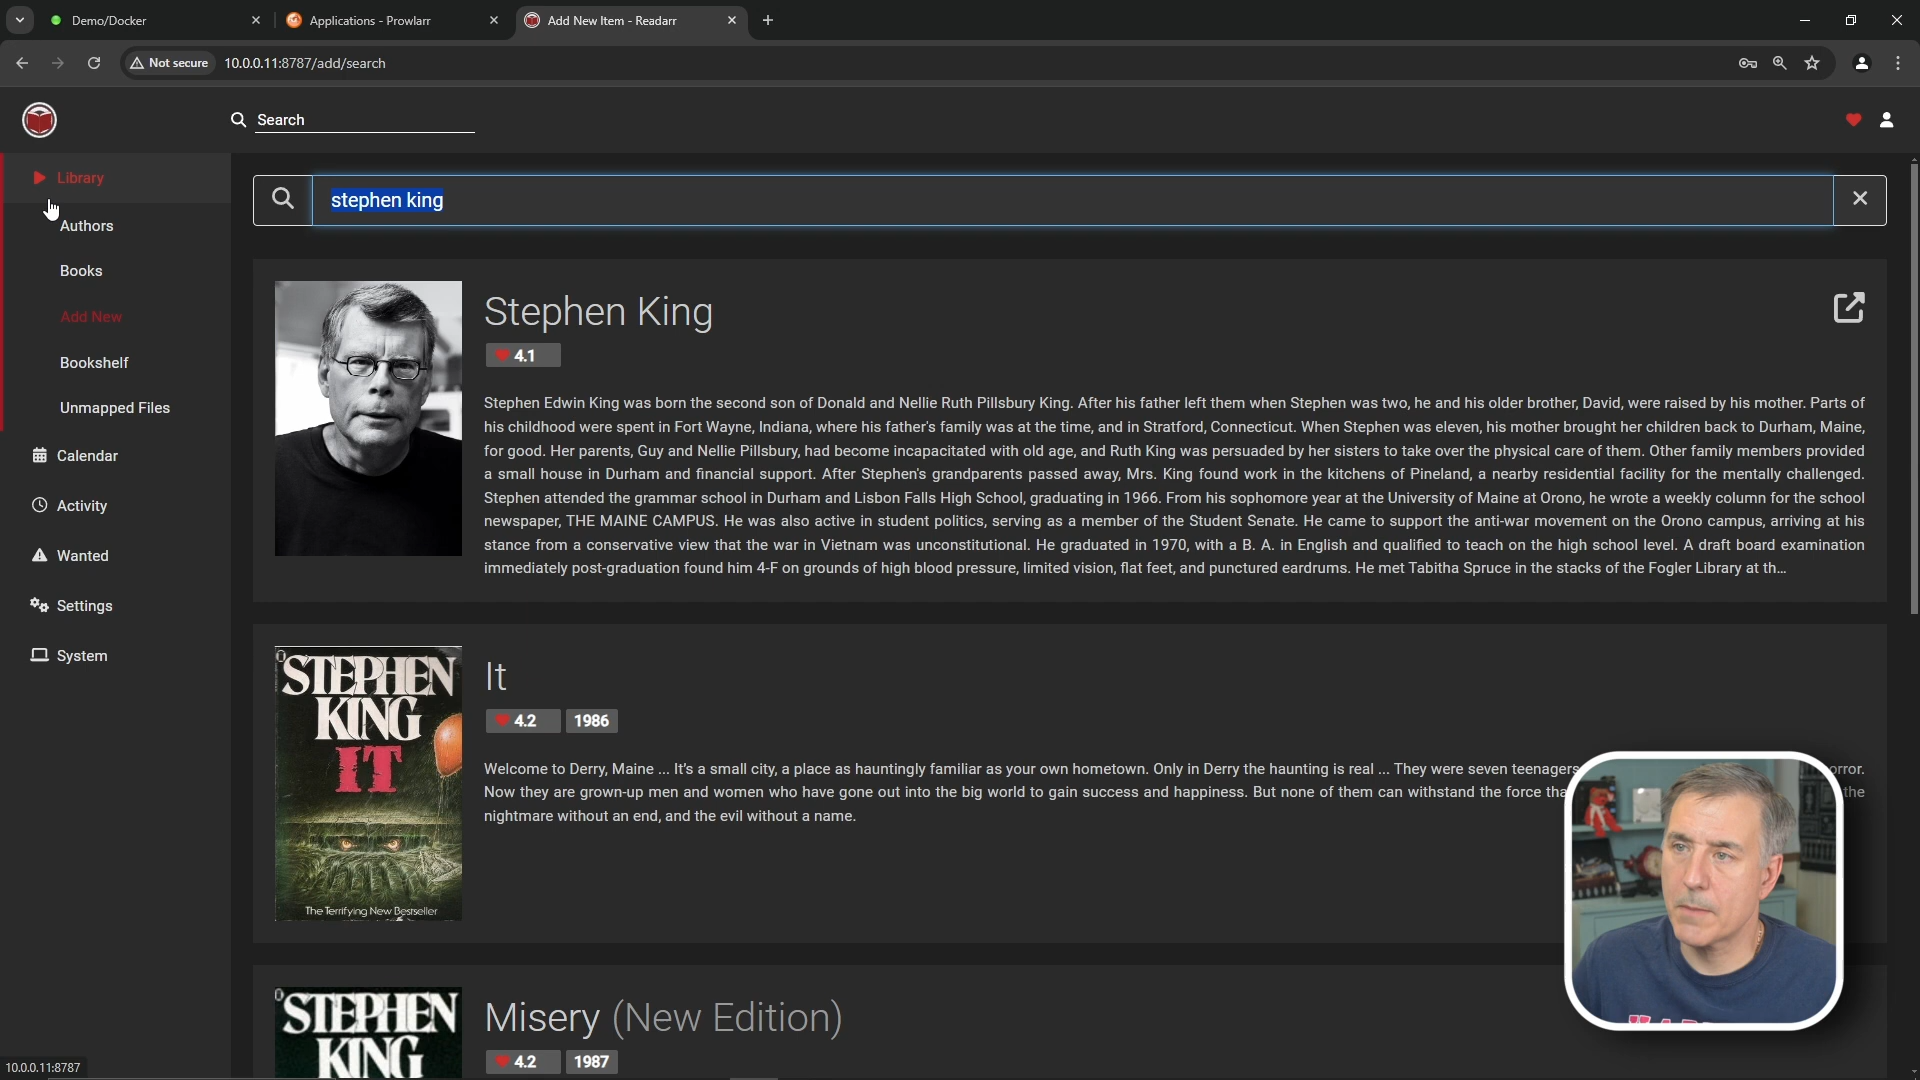 Demo/Docker
Applications - Prowlarr
Add New Item - Readarr
Not secure
10.0.0.11:8787/add/search
Search
Library
Authors
Books
Add New
Bookshelf
Unmapped Files
Calendar
Activity
Wanted
Settings
System
stephen king
Stephen King
4.1
Stephen Edwin King was born the second son of Donald and Nellie Ruth Pillsbury King. After his father left them when Stephen was two, he and his older brother, David, were raised by his mother. Parts of
his childhood were spent in Fort Wayne, Indiana, where his father's family was at the time, and in Stratford, Connecticut. When Stephen was eleven, his mother brought her children back to Durham, Maine,
for good. Her parents, Guy and Nellie Pillsbury, had become incapacitated with old age, and Ruth King was persuaded by her sisters to take over the physical care of them. Other family members provided
a small house in Durham and financial support. After Stephen's grandparents passed away, Mrs. King found work in the kitchens of Pineland, a nearby residential facility for the mentally challenged.
Stephen attended the grammar school in Durham and Lisbon Falls High School, graduating in 1966. From his sophomore year at the University of Maine at Orono, he wrote a weekly column for the school
newspaper, THE MAINE CAMPUS. He was also active in student politics, serving as a member of the Student Senate. He came to support the anti-war movement on the Orono campus, arriving at his
stance from a conservative view that the war in Vietnam was unconstitutional. He graduated in 1970, with a B. A. in English and qualified to teach on the high school level. A draft board examination
immediately post-graduation found him 4-F on grounds of high blood pressure, limited vision, flat feet, and punctured eardrums. He met Tabitha Spruce in the stacks of the Fogler Library at th...
STEPHEN
KING
IT
The Terrifying New Bestseller
It
4.2 1986
Welcome to Derry, Maine ... It's a small city, a place as hauntingly familiar as your own hometown. Only in Derry the haunting is real ... They were seven teenagers
Now they are grown-up men and women who have gone out into the big world to gain success and happiness. But none of them can withstand the force the
nightmare without an end, and the evil without a name.
STEPHEN
KING
Misery (New Edition)
4.2 1987
10.0.0.11:8787